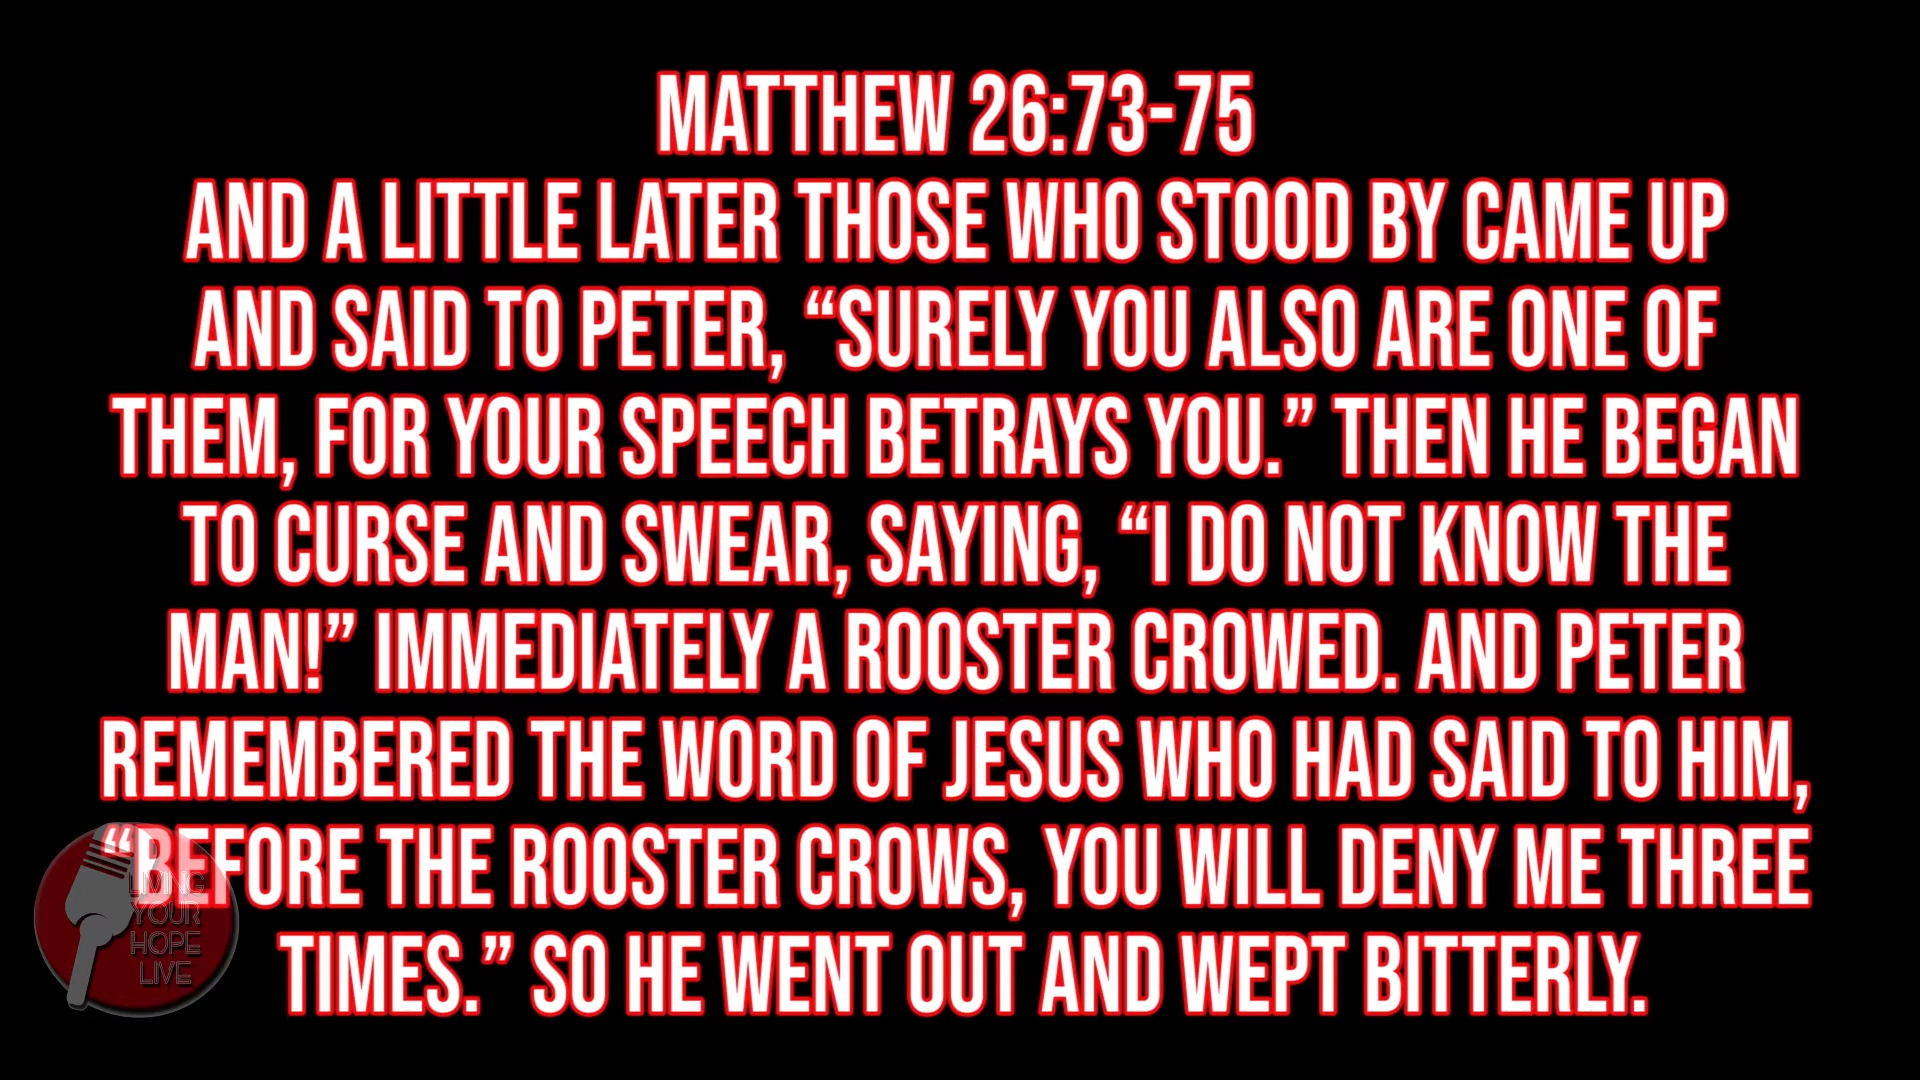 MATTHEW 26:73-75
AND A LITTLE LATER THOSE WHO STOOD BY CAME UP
AND SAID TO PETER, “SURELY YOU ALSO ARE ONE OF
THEM, FOR YOUR SPEECH BETRAYS YOU.” THEN HE BEGAN
TO CURSE AND SWEAR, SAYING, “I DO NOT KNOW THE
MAN!” IMMEDIATELY A ROOSTER CROWED. AND PETER
REMEMBERED THE WORD OF JESUS WHO HAD SAID TO HIM,
“BEFORE THE ROOSTER CROWS, YOU WILL DENY ME THREE
TIMES.” SO HE WENT OUT AND WEPT BITTERLY.
LIVING
YOUR
HOPE
LIVE